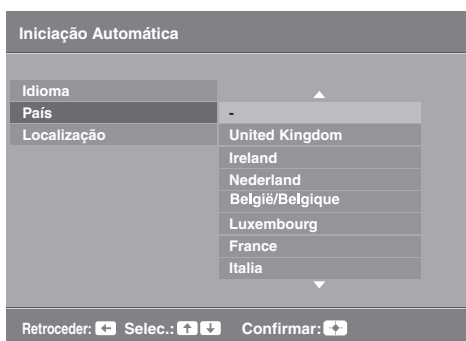 Iniciação Automática
Idioma
País
Localização
-
United Kingdom
Ireland
Nederland
België/Belgique
Luxembourg
France
Italia
Retroceder: Selec.: Confirmar: